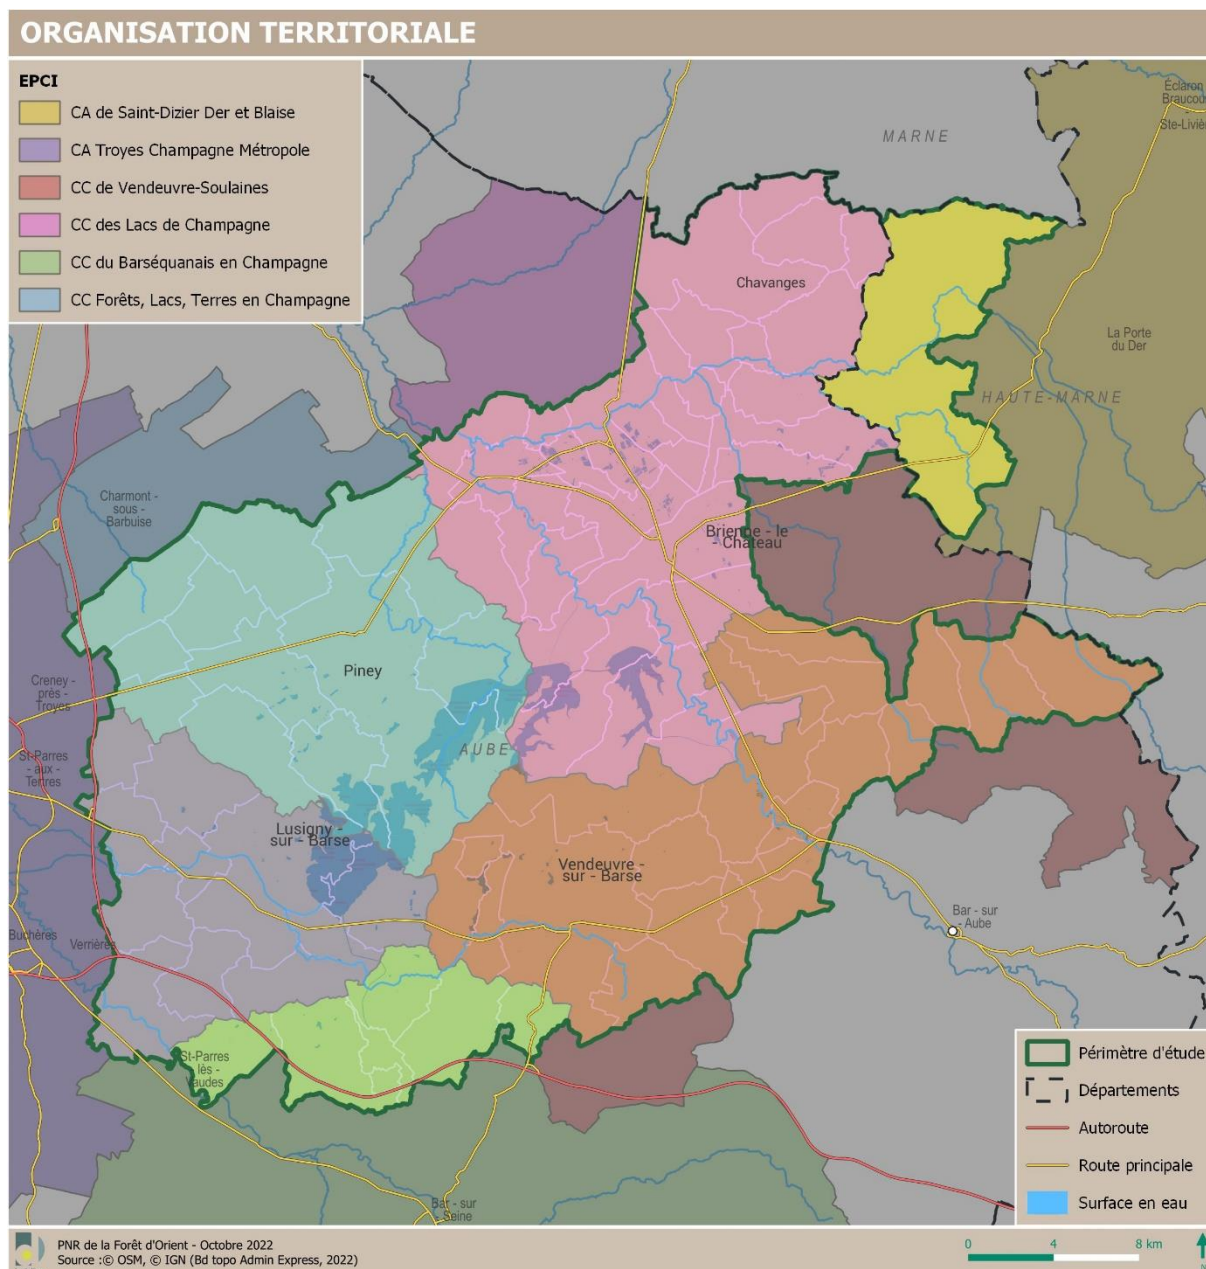 ORGANISATION TERRITORIALE
EPCI
CA de Saint-Dizier Der et Blaise
CA Troyes Champagne Métropole
CC de Vendeuvre-Soulaines
CC des Lacs de Champagne
CC du Barséquanais en Champagne
CC Forêts, Lacs, Terres en Champagne
Éclaron
Braucou
-
Ste-Liviè
MARNE
Chavanges
La Porte
du Der
HAUTE-MARNE
Charmont -
sous -
Barbuise
Brienne - le
- Château
Piney
Creney -
près -
Troyes
AUBE
St-Parres
- aux -
Tertres
Lusigny -
sur - Barse
Vendeuvre -
sur - Barse
Bar - sur
- Aube
Buchères
Verrières
St-Parres
lès -
Vaudes
Bar - sur
- Seine
Périmètre d'étude
Départements
Autoroute
Route principale
Surface en eau
PNR de la Forêt d'Orient - Octobre 2022
Source :© OSM, © IGN (Bd topo Admin Express, 2022)
0 4 8 km
N